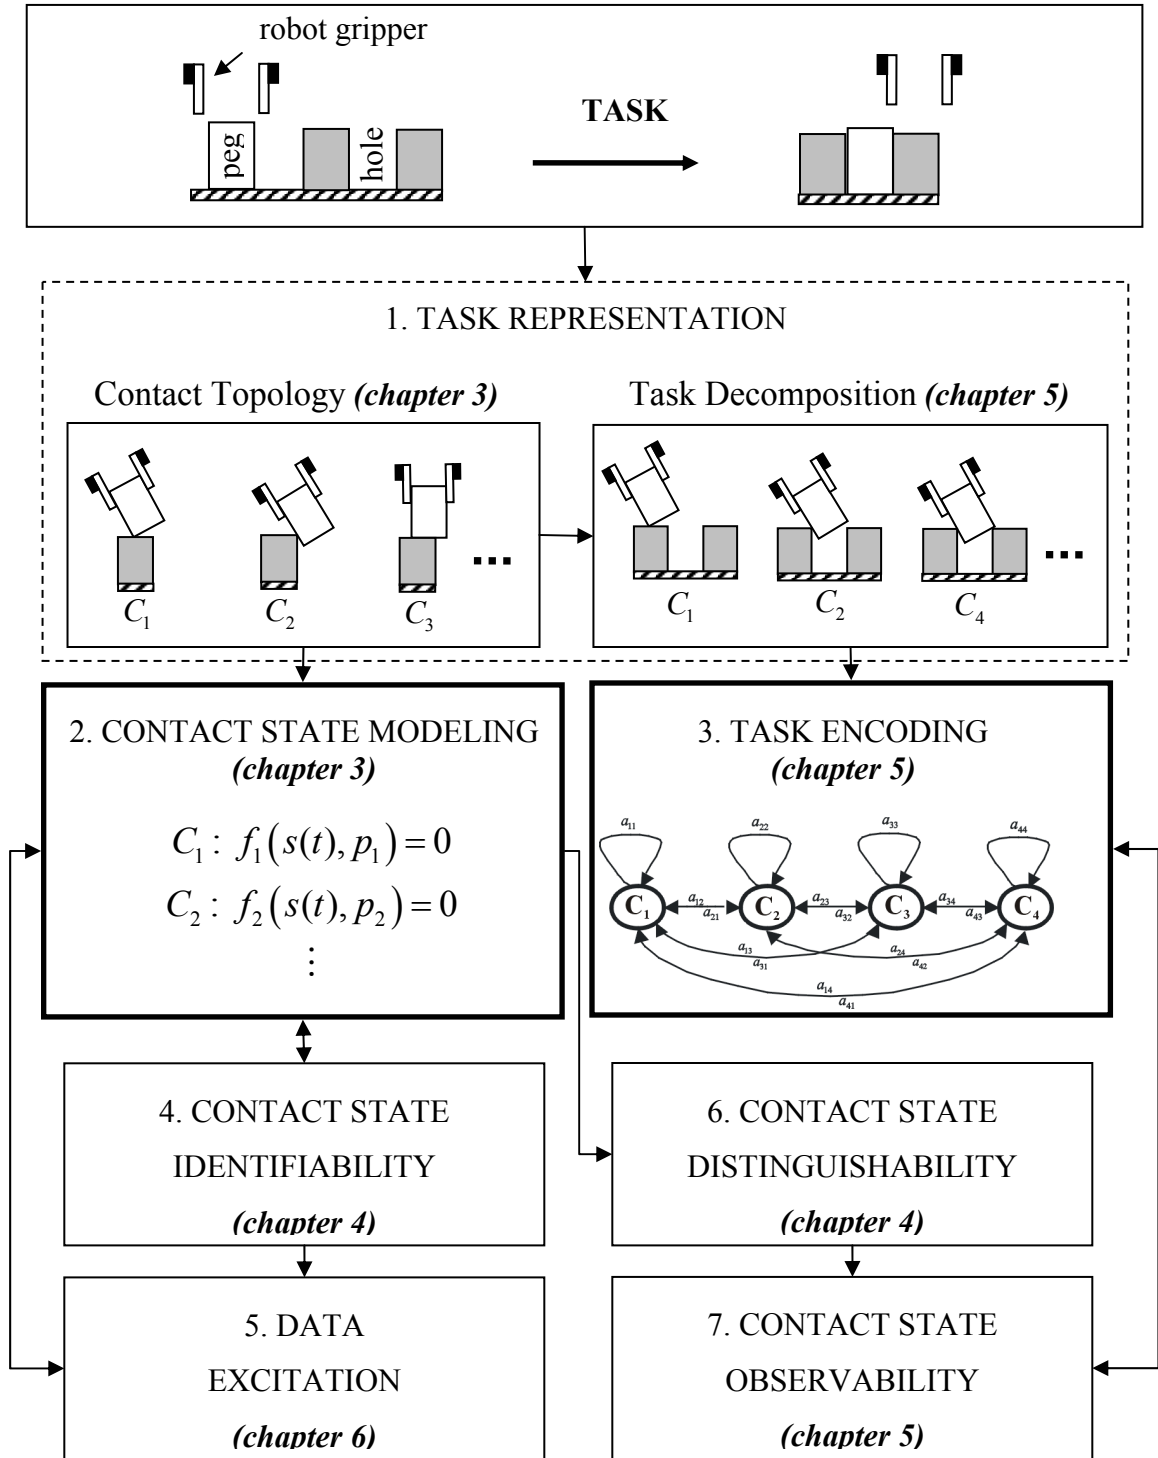 robot gripper
TASK
peg
hole
1. TASK REPRESENTATION
Contact Topology (chapter 3)
Task Decomposition (chapter 5)
C1
C2
C3
...
C1
C2
C4
...
2. CONTACT STATE MODELING
(chapter 3)
C1 : f1(s(t), p1) = 0
C2 : f2(s(t), p2) = 0
⋮
3. TASK ENCODING
(chapter 5)
a11
a22
a33
a44
C1
a12
a21
C2
a23
a32
C3
a34
a43
C4
a13
a31
a24
a42
a14
a41
4. CONTACT STATE
IDENTIFIABILITY
(chapter 4)
6. CONTACT STATE
DISTINGUISHABILITY
(chapter 4)
5. DATA
EXCITATION
(chapter 6)
7. CONTACT STATE
OBSERVABILITY
(chapter 5)